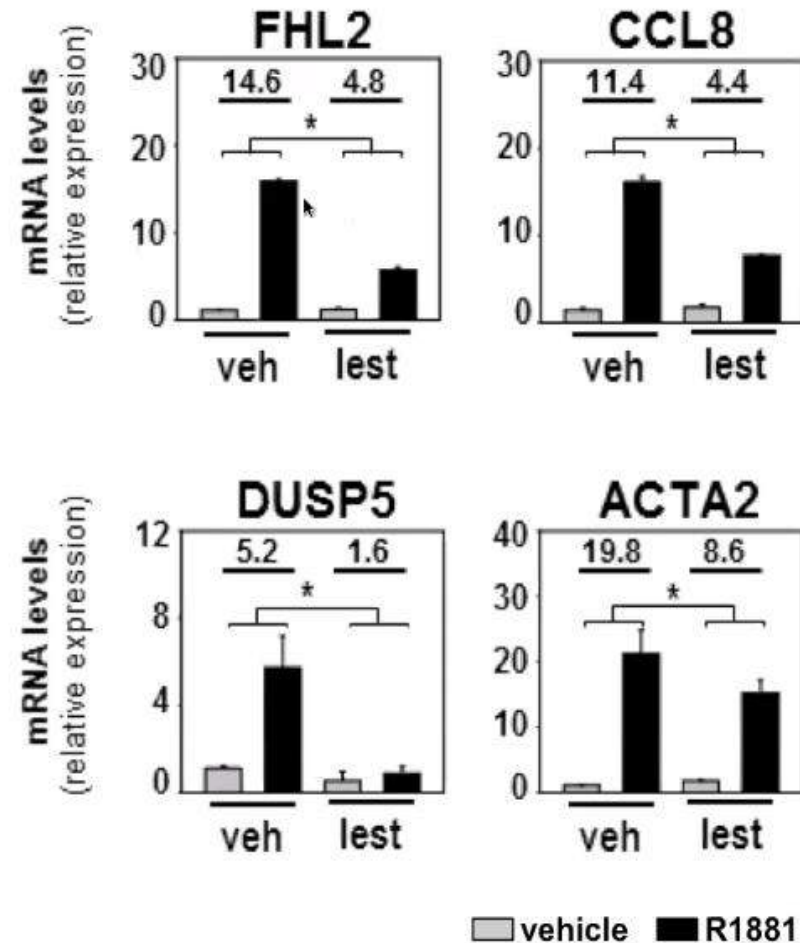 FHL2
CCL8
mRNA levels
(relative expression)
30
20
10
0
14.6 4.8
*
veh lest
30
20
10
0
11.4 4.4
*
veh lest
DUSP5
ACTA2
mRNA levels
(relative expression)
12
8
4
0
5.2 1.6
*
veh lest
40
30
20
10
0
19.8 8.6
*
veh lest
vehicle R1881